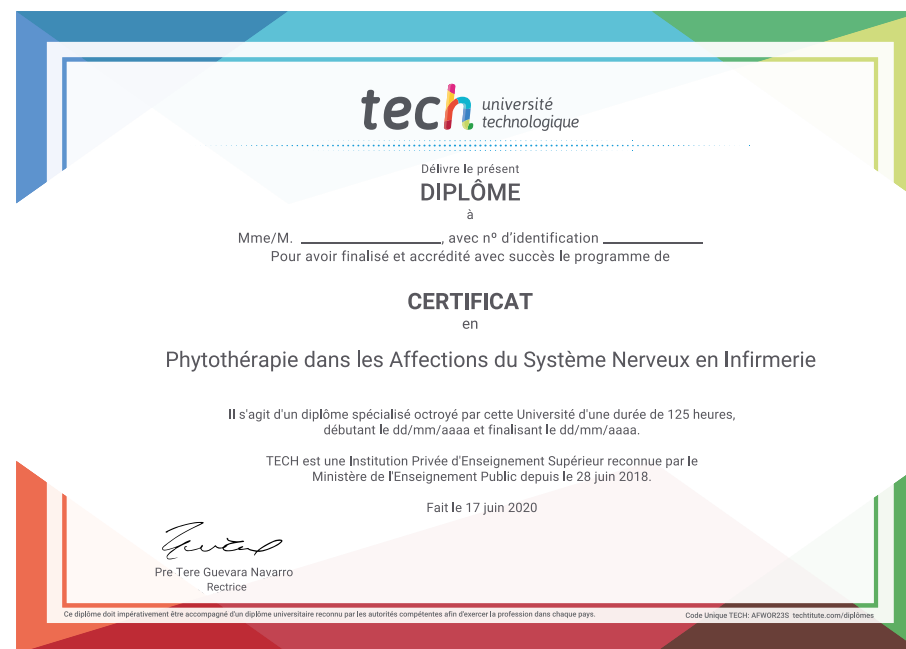 tech université
technologique
Délivre le présent
DIPLÔME
à
Mme/M. ____________________, avec nº d'identification ______________
Pour avoir finalisé et accrédité avec succès le programme de
CERTIFICAT
en
Phytothérapie dans les Affections du Système Nerveux en Infirmerie
Il s'agit d'un diplôme spécialisé octroyé par cette Université d'une durée de 125 heures,
débutant le dd/mm/aaaa et finalisant le dd/mm/aaaa.
TECH est une Institution Privée d'Enseignement Supérieur reconnue par le
Ministère de l'Enseignement Public depuis le 28 juin 2018.
Fait le 17 juin 2020
Pre Tere Guevara Navarro
Rectrice
Ce diplôme doit impérativement être accompagné d'un diplôme universitaire reconnu par les autorités compétentes afin d'exercer la profession dans chaque pays.
Code Unique TECH: AFWOR23S techtitute.com/diplômes